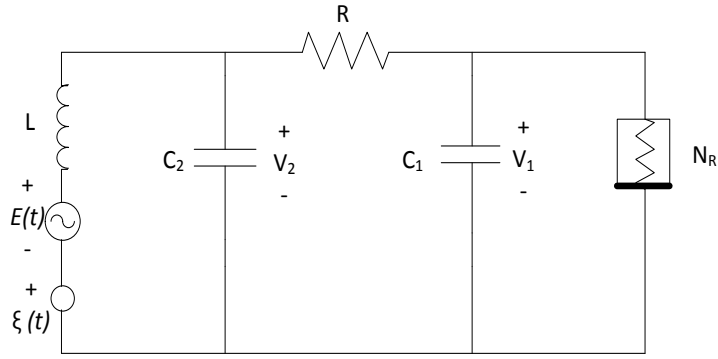 R
L
C2
+
V2
-
C1
+
V1
-
NR
+
E(t)
-
+
ξ(t)